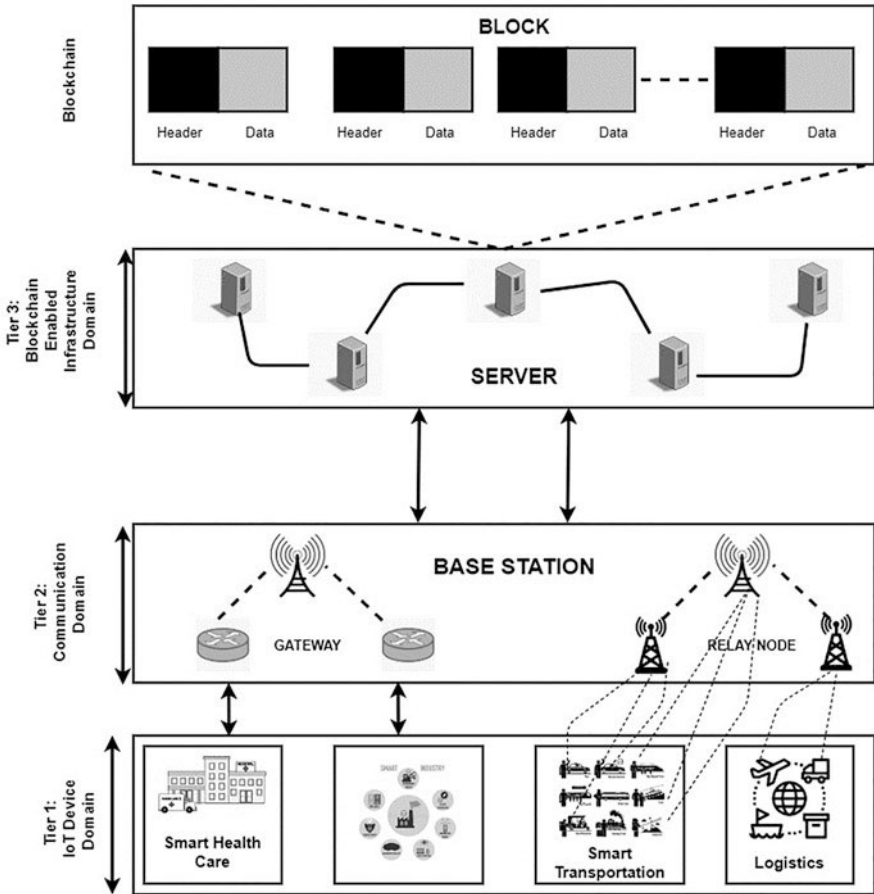 BLOCK
Header Data Header Data Header Data Header Data
Blockchain
Tier 3:
Blockchain
Enabled
Infrastructure
Domain
SERVER
Tier 2:
Communication
Domain
BASE STATION
GATEWAY
RELAY NODE
Tier 1:
IoT Device
Domain
Smart Health
Care
SMART INDUSTRY
Smart
Transportation
Logistics